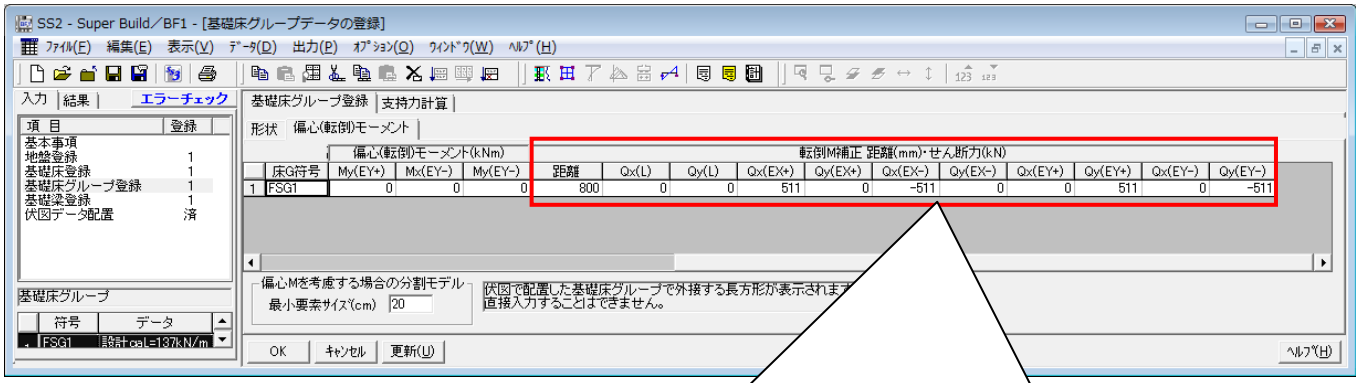 SS2 - Super Build／BF1 - [基礎床グループデータの登録]
ﾌｧｲﾙ(F) 編集(E) 表示(V) ﾃﾞｰﾀ(D) 出力(P) ｵﾌﾟｼｮﾝ(O) ｳｨﾝﾄﾞｳ(W) ﾍﾙﾌﾟ(H)
入力 結果 エラーチェック
項 目 登録
基本事項
地盤登録 1
基礎床登録 1
基礎床グループ登録 1
基礎梁登録 1
伏図データ配置 済
基礎床グループ
符号 データ
FSG1 設計qaL=137kN/m
基礎床グループ登録 支持力計算
形状 偏心(転倒)モーメント
偏心(転倒)モーメント(kNm) 転倒M補正 距離(mm)・せん断力(kN)
床G符号 My(EY+) Mx(EY-) My(EY-) 距離 Qx(L) Qy(L) Qx(EX+) Qy(EX+) Qx(EX-) Qy(EX-) Qx(EY+) Qy(EY+) Qx(EY-) Qy(EY-)
1 FSG1 0 0 0 800 0 0 511 0 -511 0 0 511 0 -511
偏心Mを考慮する場合の分割モデル
最小要素ｻｲｽﾞ(cm) 20
伏図で配置した基礎床グループで外接する長方形が表示されます
直接入力することはできません。
OK ｷｬﾝｾﾙ 更新(U) ﾍﾙﾌﾟ(H)